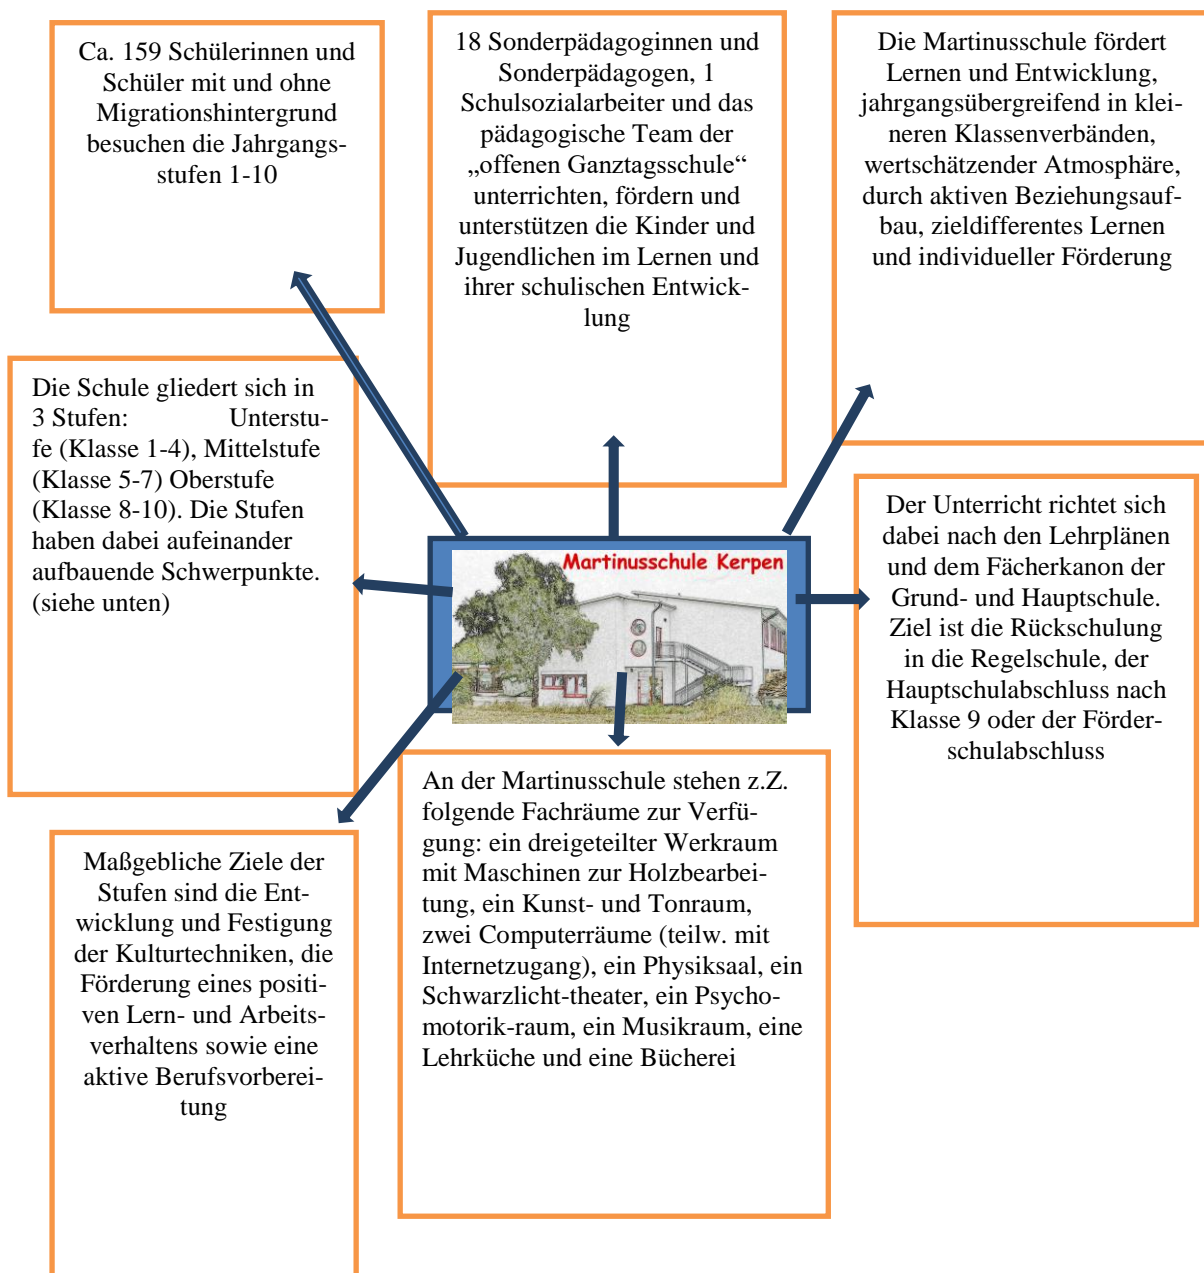 Ca. 159 Schülerinnen und
Schüler mit und ohne
Migrationshintergrund
besuchen die Jahrgangs-
stufen 1-10
18 Sonderpädagoginnen und
Sonderpädagogen, 1
Schulsozialarbeiter und das
pädagogische Team der
„offenen Ganztagsschule“
unterrichten, fördern und
unterstützen die Kinder und
Jugendlichen im Lernen und
ihrer schulischen Entwick-
lung
Die Martinusschule fördert
Lernen und Entwicklung,
jahrgangsübergreifend in klei-
neren Klassenverbänden,
wertschätzender Atmosphäre,
durch aktiven Beziehungsauf-
bau, zieldifferentes Lernen
und individueller Förderung
Die Schule gliedert sich in
3 Stufen: Unterstu-
fe (Klasse 1-4), Mittelstufe
(Klasse 5-7) Oberstufe
(Klasse 8-10). Die Stufen
haben dabei aufeinander
aufbauende Schwerpunkte.
(siehe unten)
Martinusschule Kerpen
Der Unterricht richtet sich
dabei nach den Lehrplänen
und dem Fächerkanon der
Grund- und Hauptschule.
Ziel ist die Rückschulung
in die Regelschule, der
Hauptschulabschluss nach
Klasse 9 oder der Förder-
schulabschluss
Maßgebliche Ziele der
Stufen sind die Ent-
wicklung und Festigung
der Kulturtechniken, die
Förderung eines positi-
ven Lern- und Arbeits-
verhaltens sowie eine
aktive Berufsvorberei-
tung
An der Martinusschule stehen z.Z.
folgende Fachräume zur Verfü-
gung: ein dreigeteilter Werkraum
mit Maschinen zur Holzbearbei-
tung, ein Kunst- und Tonraum,
zwei Computerräume (teilw. mit
Internetzugang), ein Physiksaal, ein
Schwarzlicht-theater, ein Psycho-
motorik-raum, ein Musikraum, eine
Lehrküche und eine Bücherei